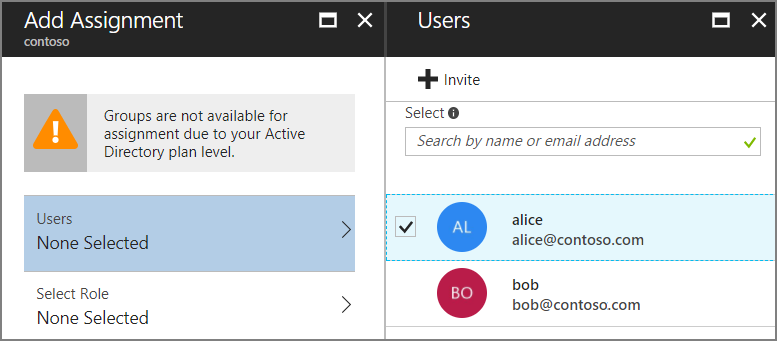 Add Assignment
contoso
Groups are not available for
assignment due to your Active
Directory plan level.
Users
None Selected
Select Role
None Selected
Users
Invite
Select
Search by name or email address
AL
alice
alice@contoso.com
BO
bob
bob@contoso.com